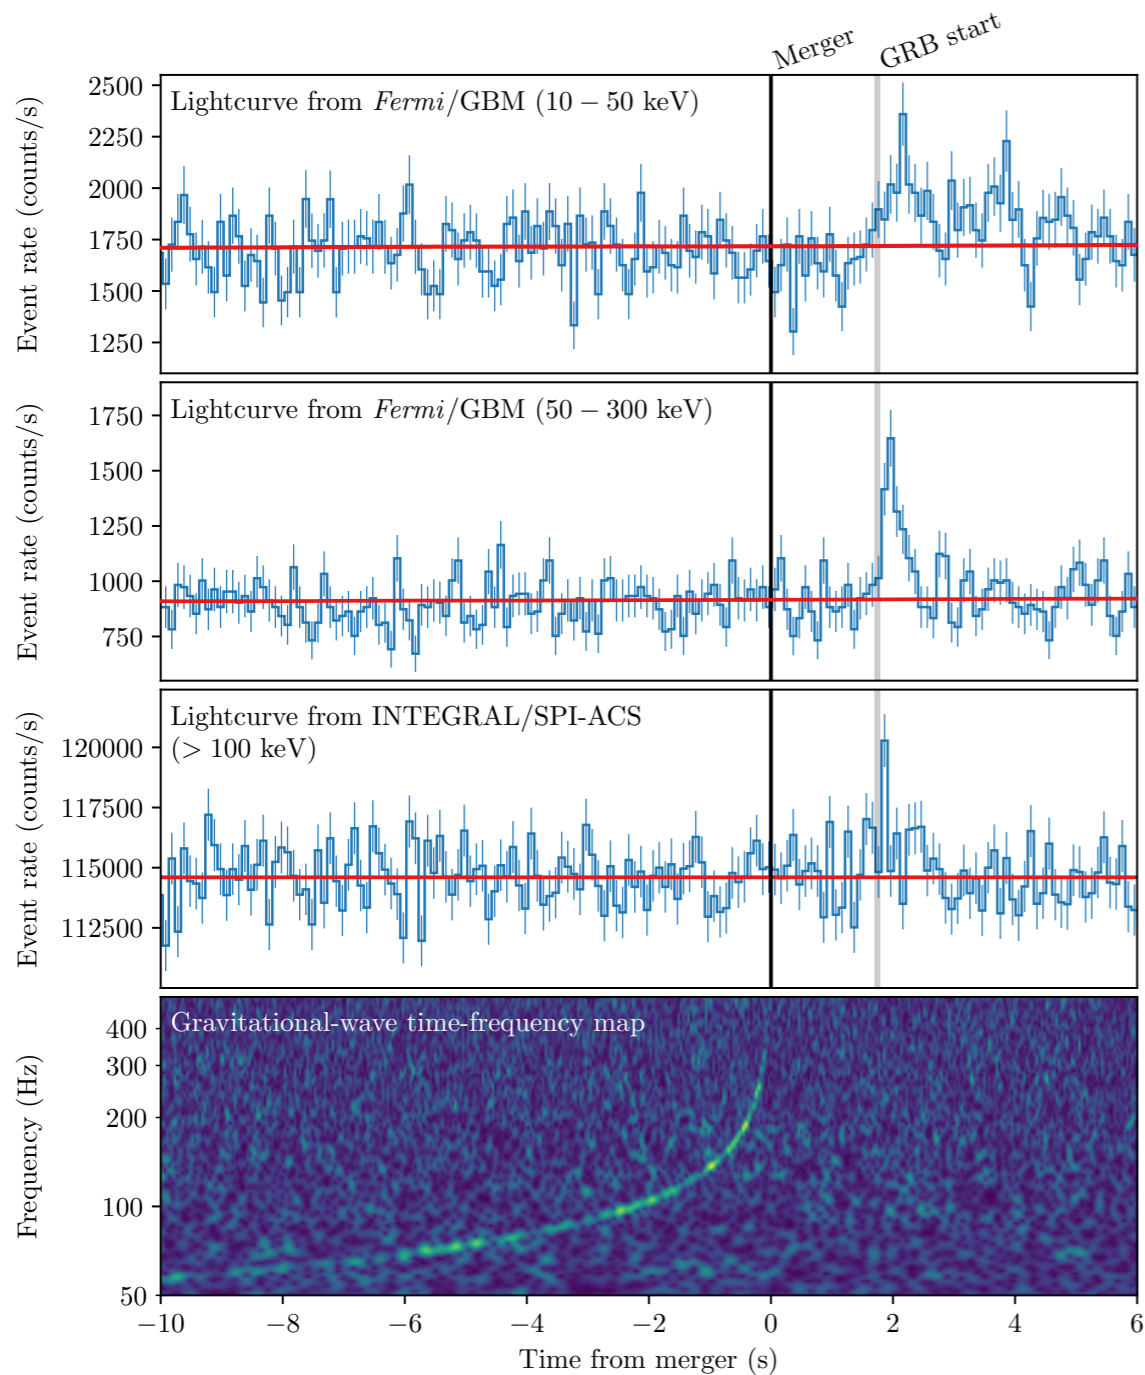 Merger
GRB start
Lightcurve from Fermi/GBM (10 − 50 keV)
Event rate (counts/s)
2500
2250
2000
1750
1500
1250
Lightcurve from Fermi/GBM (50 − 300 keV)
Event rate (counts/s)
1750
1500
1250
1000
750
Lightcurve from INTEGRAL/SPI-ACS
(> 100 keV)
Event rate (counts/s)
120000
117500
115000
112500
Gravitational-wave time-frequency map
Frequency (Hz)
400
300
200
100
50
−10 −8 −6 −4 −2 0 2 4 6
Time from merger (s)